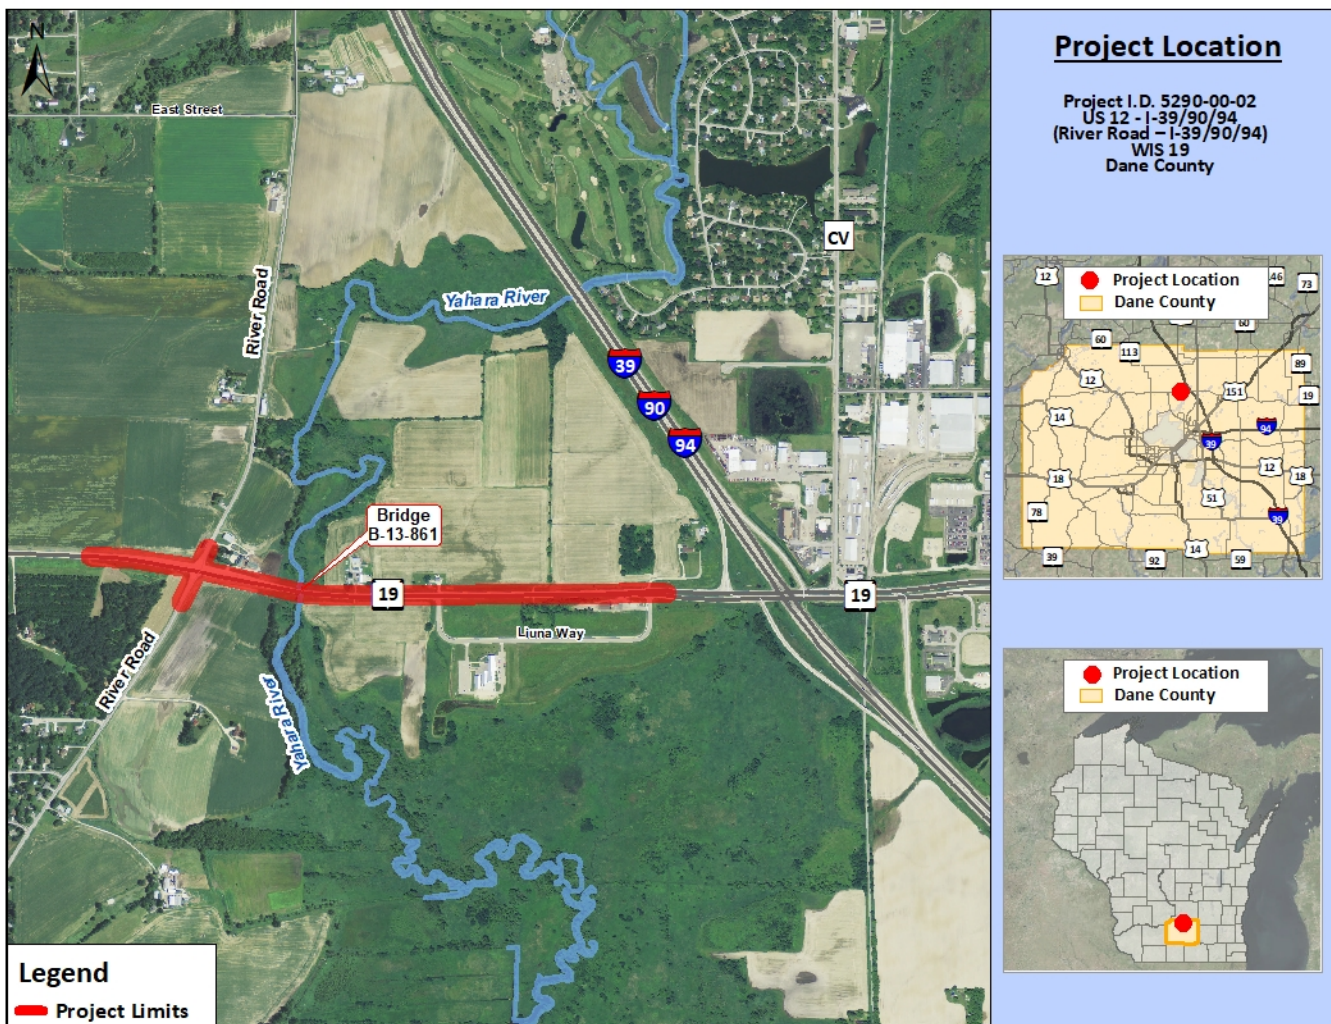 N
East Street
River Road
Yahara River
CV
39
90
94
Bridge
B-13-861
19
19
Liuna Way
River Road
Yahara River
Legend
Project Limits
Project Location
Project I.D. 5290-00-02
US 12 - I-39/90/94
(River Road – I-39/90/94)
WIS 19
Dane County
Project Location
Dane County
12
46
73
60
60
113
89
12
151
19
14
94
39
12
18
18
51
78
39
14
39
92
59
Project Location
Dane County